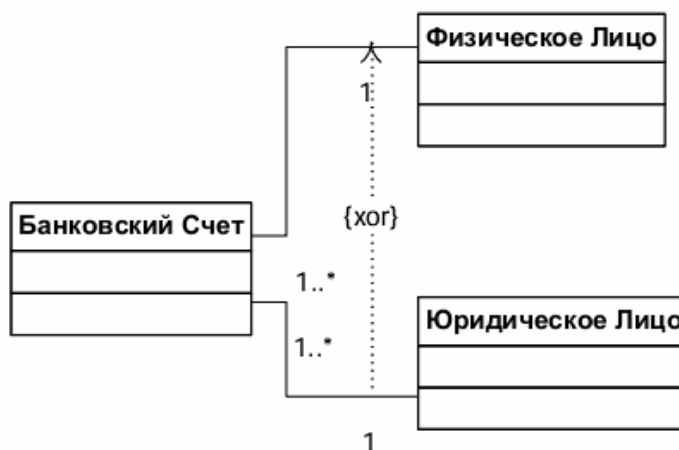 Физическое Лицо
1
Банковский Счет
{xor}
1..*
Юридическое Лицо
1..*
1